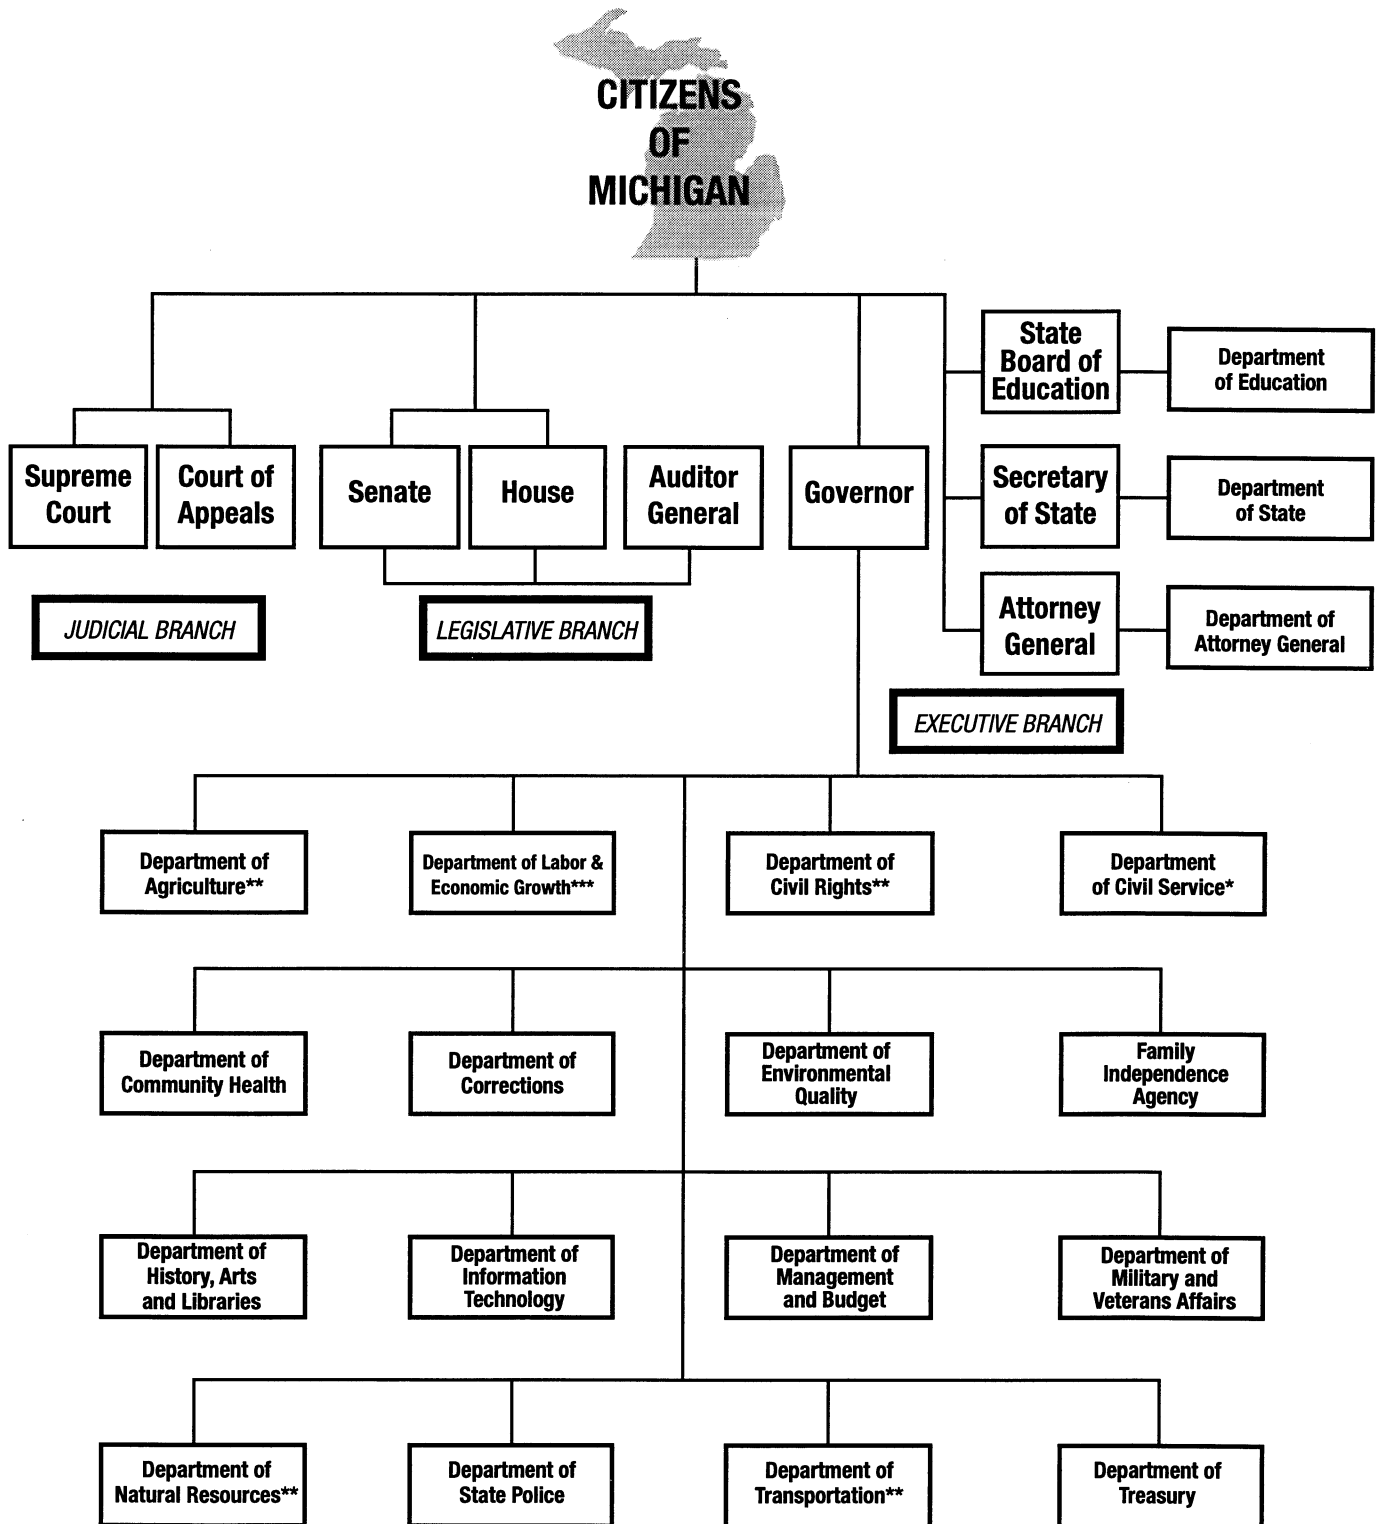 CITIZENS
OF
MICHIGAN
State
Board of
Education
Department
of Education
Supreme
Court
Court of
Appeals
Senate
House
Auditor
General
Governor
Secretary
of State
Department
of State
Attorney
General
Department of
Attorney General
JUDICIAL BRANCH
LEGISLATIVE BRANCH
EXECUTIVE BRANCH
Department of
Agriculture**
Department of Labor &
Economic Growth***
Department of
Civil Rights**
Department
of Civil Service*
Department of
Community Health
Department of
Corrections
Department of
Environmental
Quality
Family
Independence
Agency
Department of
History, Arts
and Libraries
Department of
Information
Technology
Department of
Management
and Budget
Department of
Military and
Veterans Affairs
Department of
Natural Resources**
Department of
State Police
Department of
Transportation**
Department of
Treasury